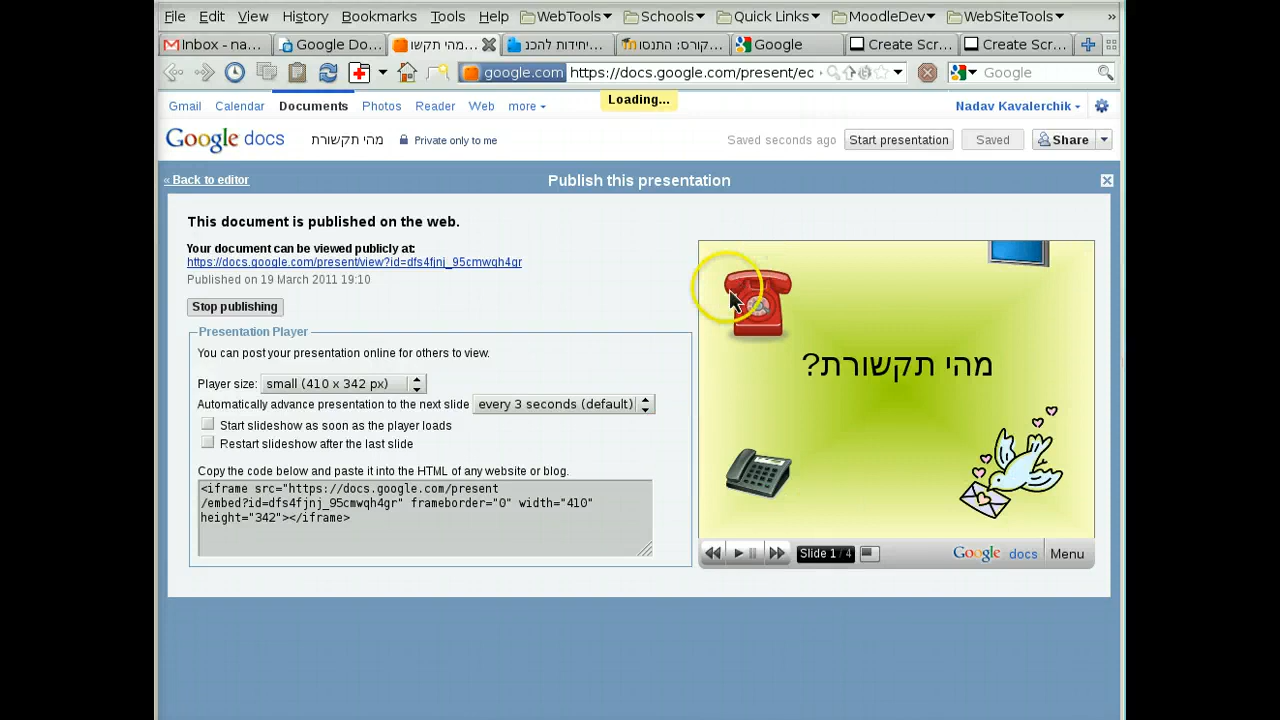 File Edit View History Bookmarks Tools Help WebTools Schools Quick Links MoodleDev WebSiteTools »
Inbox - na... Google Do... מהי תקשו... יחידות להכנ... קורס: התנסו... Google Create Scr... Create Scr...
google.com https://docs.google.com/present/ec Google
Gmail Calendar Documents Photos Reader Web more Loading... Nadav Kavalerchik
Google docs מהי תקשורת Private only to me Saved seconds ago Start presentation Saved Share
« Back to editor Publish this presentation
This document is published on the web.
Your document can be viewed publicly at:
https://docs.google.com/present/view?id=dfs4fjnj_95cmwqh4gr
Published on 19 March 2011 19:10
Stop publishing
Presentation Player
You can post your presentation online for others to view.
Player size: small (410 x 342 px)
Automatically advance presentation to the next slide every 3 seconds (default)
Start slideshow as soon as the player loads
Restart slideshow after the last slide
Copy the code below and paste it into the HTML of any website or blog.
<iframe src="https://docs.google.com/present
/embed?id=dfs4fjnj_95cmwqh4gr" frameborder="0" width="410"
height="342"></iframe>
מהי תקשורת?
Slide 1 / 4 Google docs Menu